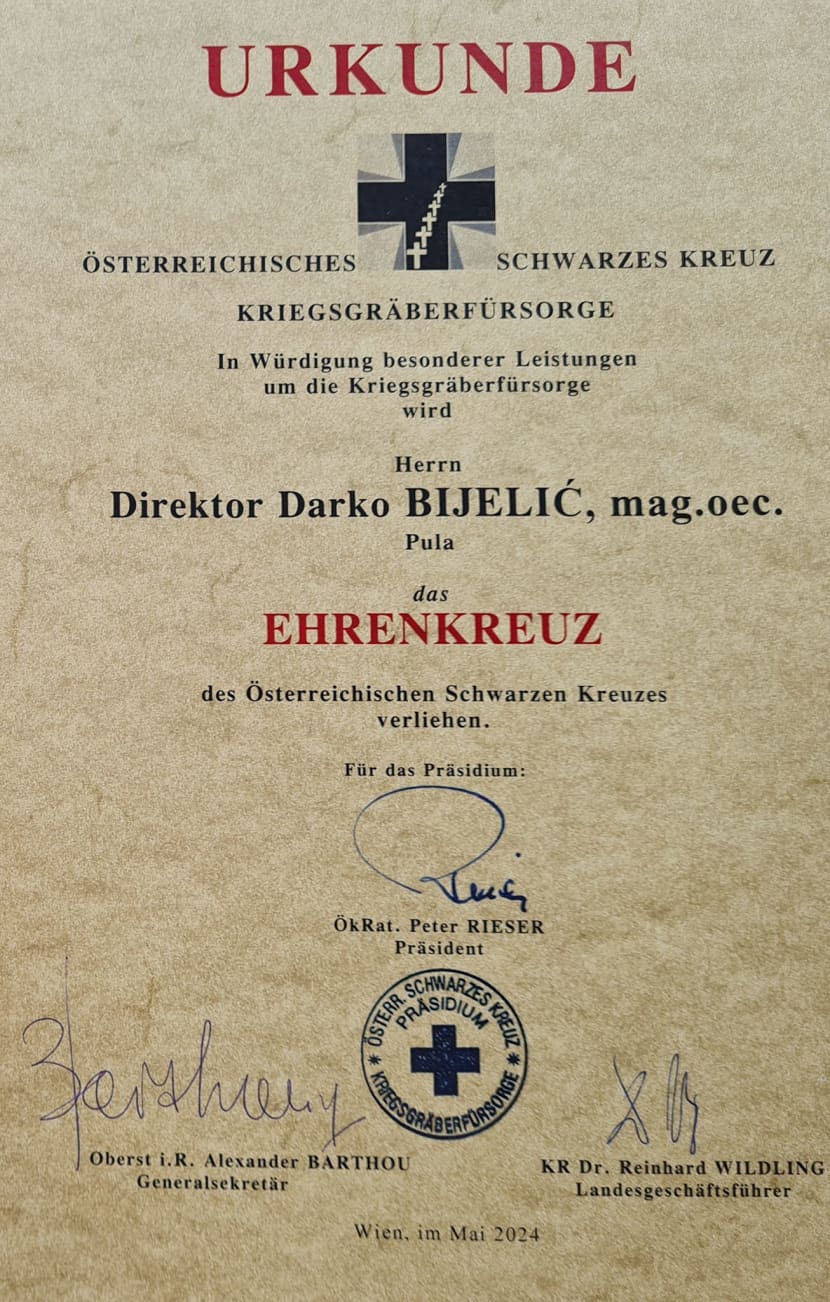 URKUNDE
ÖSTERREICHISCHES SCHWARZES KREUZ
KRIEGSGRÄBERFÜRSORGE
In Würdigung besonderer Leistungen
um die Kriegsgräberfürsorge
wird
Herrn
Direktor Darko BIJELIĆ, mag.oec.
Pula
das
EHRENKREUZ
des Österreichischen Schwarzen Kreuzes
verliehen.
Für das Präsidium:
ÖkRat. Peter RIESER
Präsident
ÖSTERR. SCHWARZES KREUZ
PRÄSIDIUM
KRIEGSGRÄBERFÜRSORGE
Oberst i.R. Alexander BARTHOU
Generalsekretär
KR Dr. Reinhard WILDLING
Landesgeschäftsführer
Wien, im Mai 2024